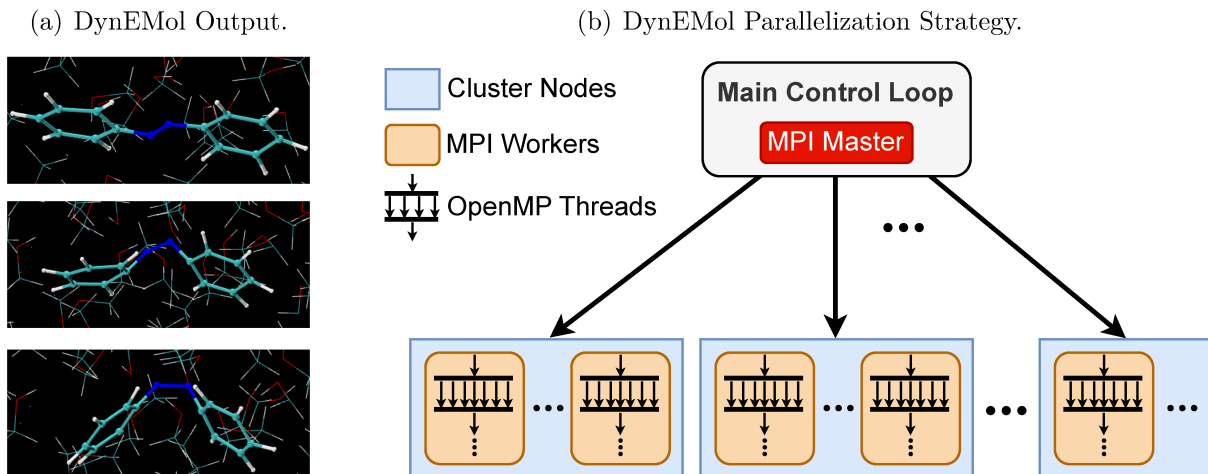 (a) DynEMol Output.
(b) DynEMol Parallelization Strategy.
Cluster Nodes
MPI Workers
OpenMP Threads
Main Control Loop
MPI Master